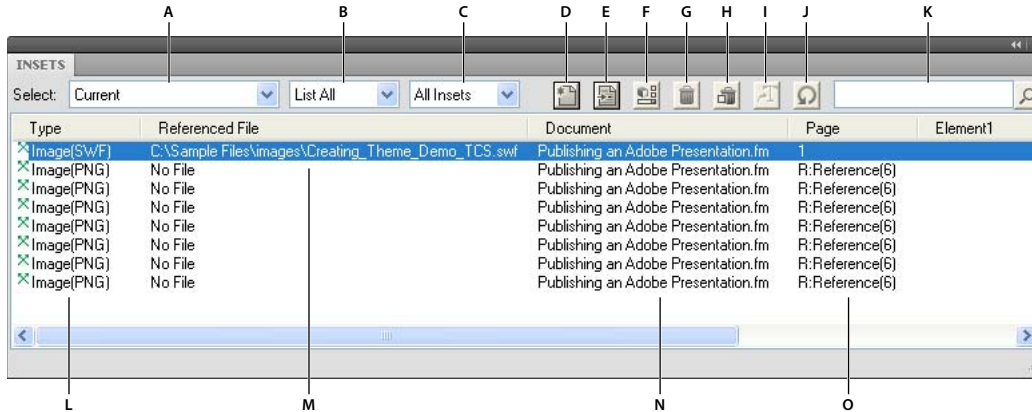 A B C D E F G H I J K
INSETS
Select: Current List All All Insets
Type Referenced File Document Page Element1
Image(SWF) C:\Sample Files\images\Creating_Theme_Demo_TCS.swf Publishing an Adobe Presentation.fm 1
Image(PNG) No File Publishing an Adobe Presentation.fm R:Reference(6)
Image(PNG) No File Publishing an Adobe Presentation.fm R:Reference(6)
Image(PNG) No File Publishing an Adobe Presentation.fm R:Reference(6)
Image(PNG) No File Publishing an Adobe Presentation.fm R:Reference(6)
Image(PNG) No File Publishing an Adobe Presentation.fm R:Reference(6)
Image(PNG) No File Publishing an Adobe Presentation.fm R:Reference(6)
Image(PNG) No File Publishing an Adobe Presentation.fm R:Reference(6)
L M N O